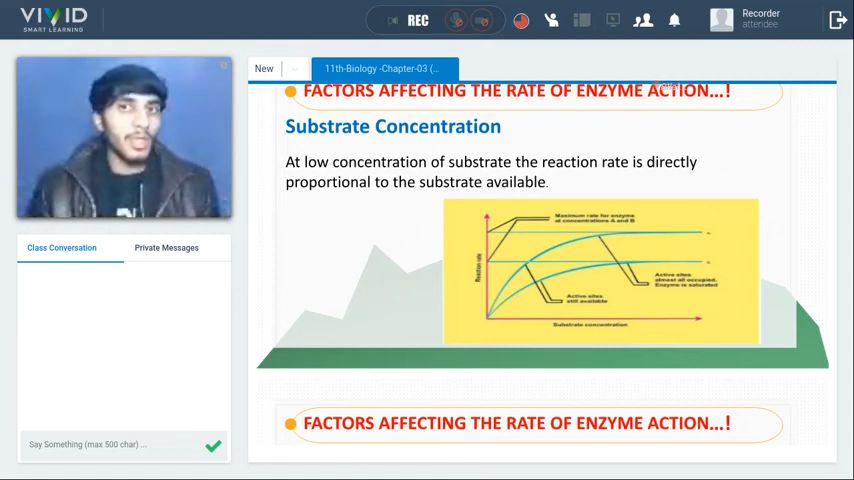 VIVID
SMART LEARNING
REC
Recorder
attendee
New
11th-Biology -Chapter-03 (...
FACTORS AFFECTING THE RATE OF ENZYME ACTION...!
Substrate Concentration
At low concentration of substrate the reaction rate is directly
proportional to the substrate available.
Maximum rate for enzyme
at concentrations A and B
Reaction rate
Active sites
almost all occupied.
Enzyme is saturated
Active sites
still available
Substrate concentration
Class Conversation
Private Messages
Say Something (max 500 char) ...
FACTORS AFFECTING THE RATE OF ENZYME ACTION...!